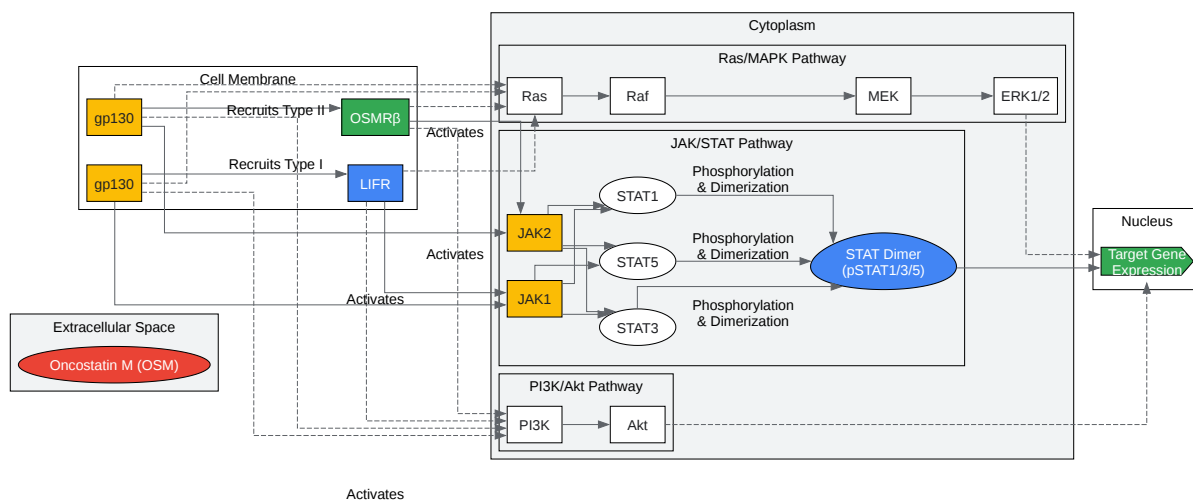 Cytoplasm
Ras/MAPK Pathway
Cell Membrane
Ras
Raf
MEK
ERK1/2
gp130
Recruits Type II
OSMRβ
Activates
JAK/STAT Pathway
gp130
Recruits Type I
LIFR
Phosphorylation
& Dimerization
STAT1
JAK2
Phosphorylation
& Dimerization
STAT5
STAT Dimer
(pSTAT1/3/5)
Nucleus
Target Gene
Expression
Activates
JAK1
Activates
Phosphorylation
& Dimerization
STAT3
Extracellular Space
Oncostatin M (OSM)
PI3K/Akt Pathway
PI3K
Akt
Activates